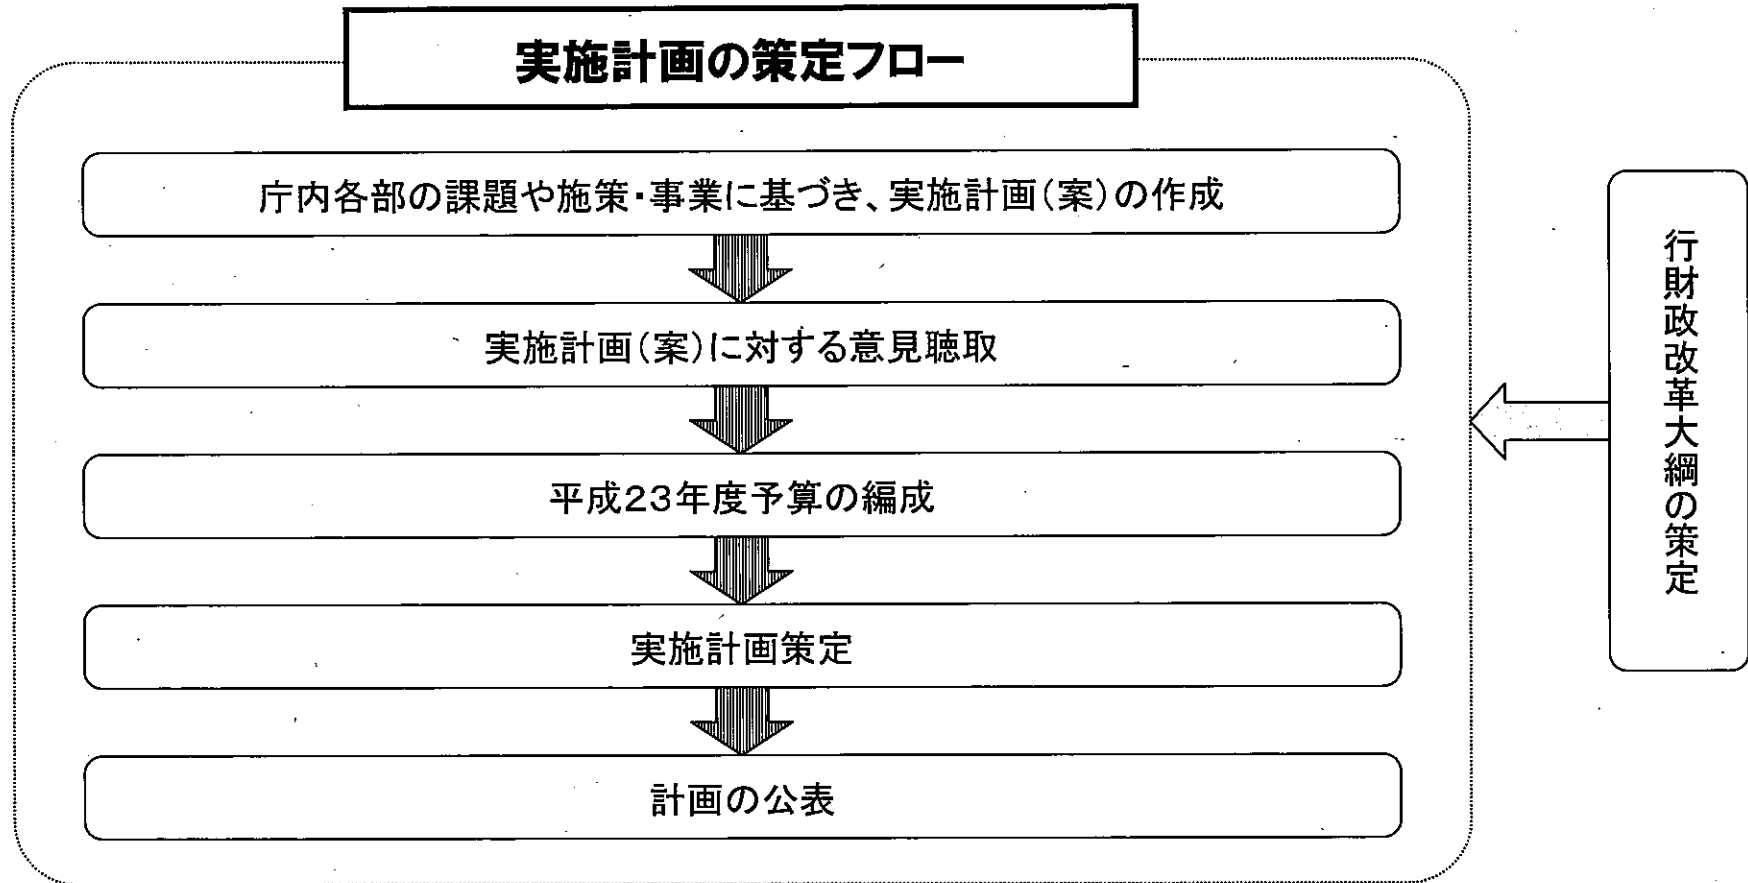 実施計画の策定フロー
庁内各部の課題や施策・事業に基づき、実施計画(案)の作成
実施計画(案)に対する意見聴取
平成23年度予算の編成
実施計画策定
計画の公表
行財政改革大綱の策定